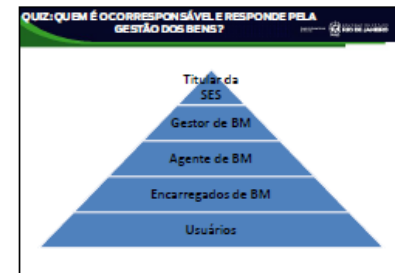 QUIZ: QUEM É O CORRESPONSÁVEL E RESPONDE PELA
GESTÃO DOS BENS?
RIO DE JANEIRO
Titular da
SES
Gestor de BM
Agente de BM
Encarregados de BM
Usuários